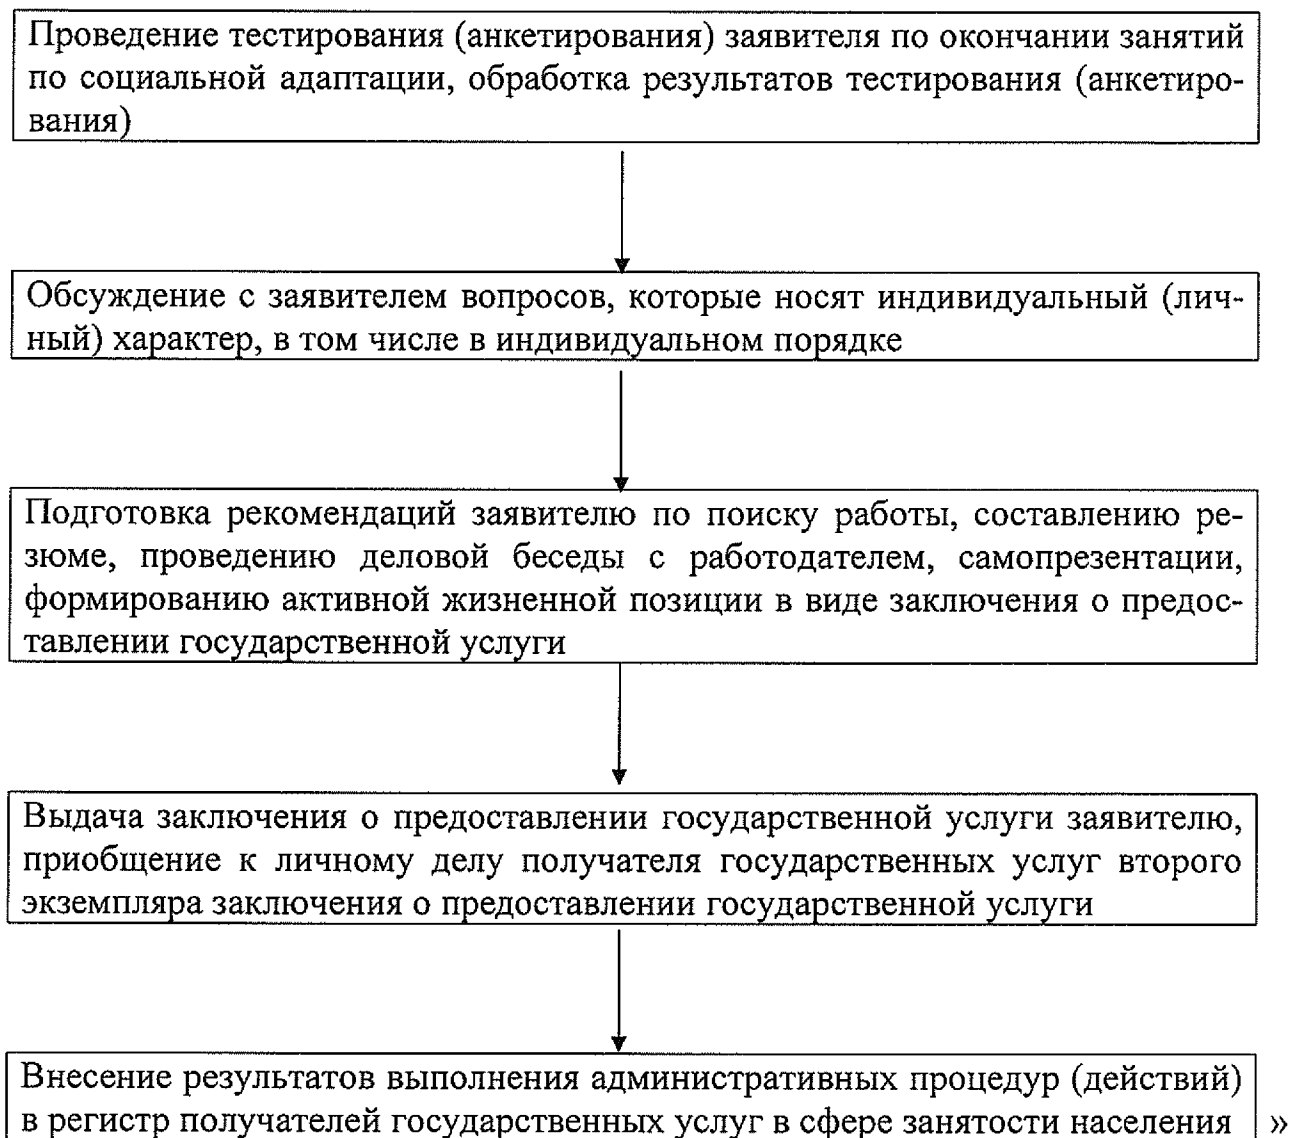 Проведение тестирования (анкетирования) заявителя по окончании занятий
по социальной адаптации, обработка результатов тестирования (анкетиро-
вания)
Обсуждение с заявителем вопросов, которые носят индивидуальный (лич-
ный) характер, в том числе в индивидуальном порядке
Подготовка рекомендаций заявителю по поиску работы, составлению ре-
зюме, проведению деловой беседы с работодателем, самопрезентации,
формированию активной жизненной позиции в виде заключения о предос-
тавлении государственной услуги
Выдача заключения о предоставлении государственной услуги заявителю,
приобщение к личному делу получателя государственных услуг второго
экземпляра заключения о предоставлении государственной услуги
Внесение результатов выполнения административных процедур (действий)
в регистр получателей государственных услуг в сфере занятости населения »